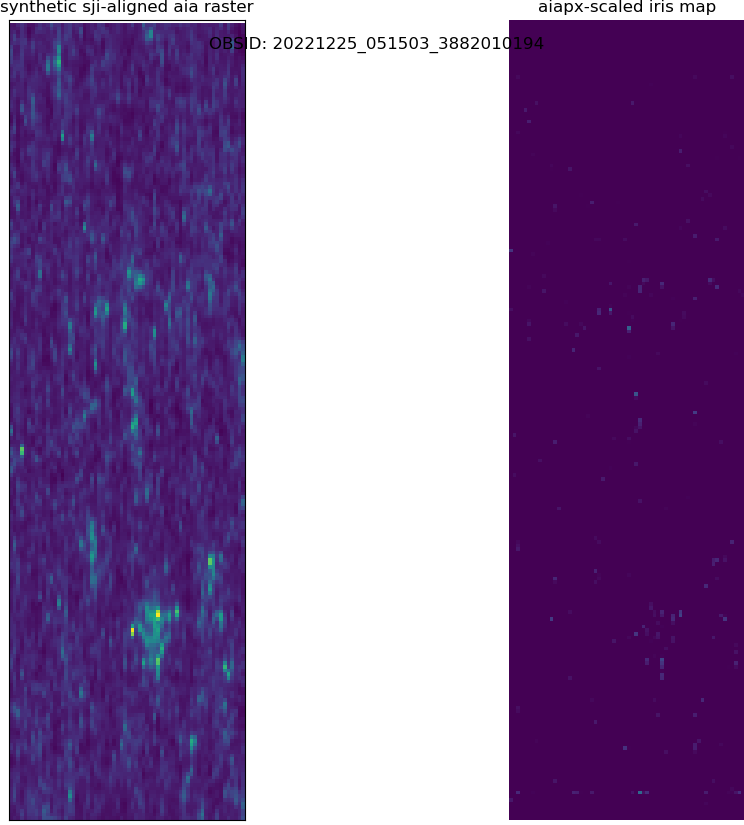 synthetic sji-aligned aia raster
aiapx-scaled iris map
OBSID: 20221225_051503_3882010194